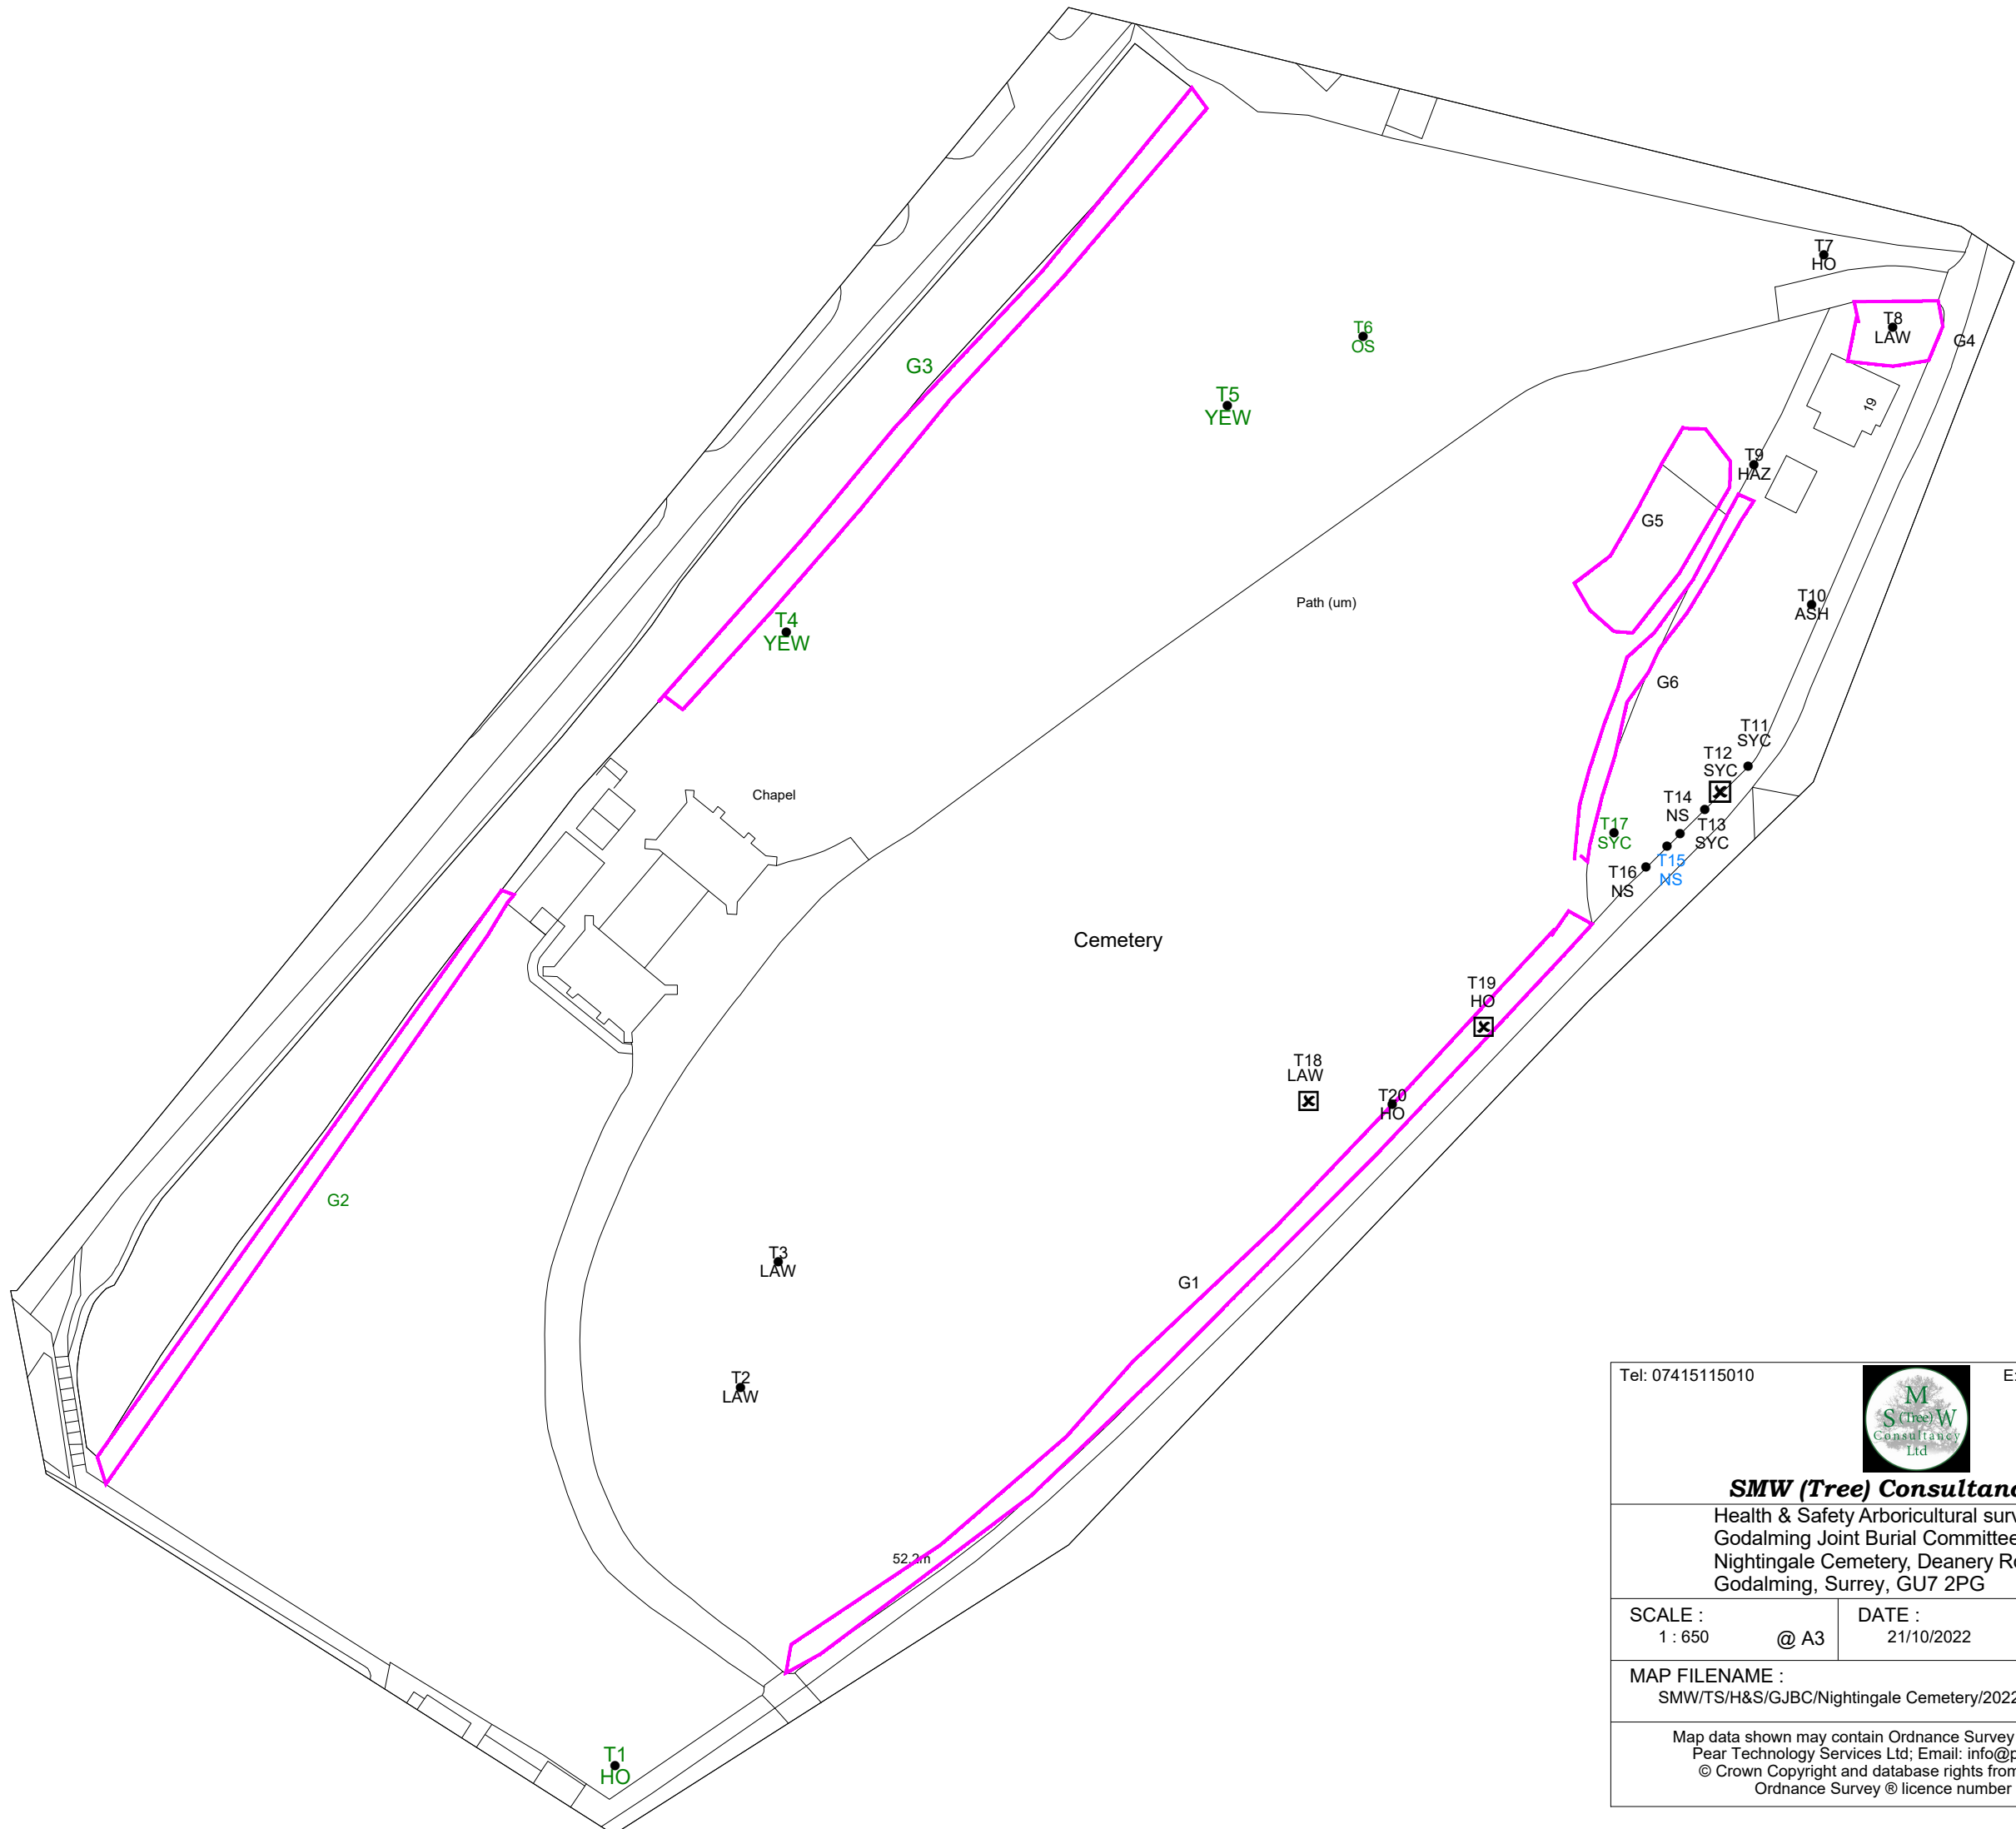 T7
HO
T8
LAW
G4
T6
OS
G3
T5
YEW
19
T9
HAZ
G5
Path (um)
T10
ASH
T4
YEW
G6
T11
SYC
T12
SYC
Chapel
T14
NS
T17
SYC
T13
SYC
T15
NS
T16
NS
Cemetery
T19
HO
T18
LAW
T20
HO
G2
T3
LAW
G1
T2
LAW
52.2m
T1
HO
Tel: 07415115010
E:
M
S (Tree) W
Consultancy
Ltd
SMW (Tree) Consultanc
Health & Safety Arboricultural surv
Godalming Joint Burial Committee
Nightingale Cemetery, Deanery Ro
Godalming, Surrey, GU7 2PG
SCALE :
1 : 650 @ A3
DATE :
21/10/2022
MAP FILENAME :
SMW/TS/H&S/GJBC/Nightingale Cemetery/2022
Map data shown may contain Ordnance Survey
Pear Technology Services Ltd; Email: info@p
© Crown Copyright and database rights from
Ordnance Survey ® licence number